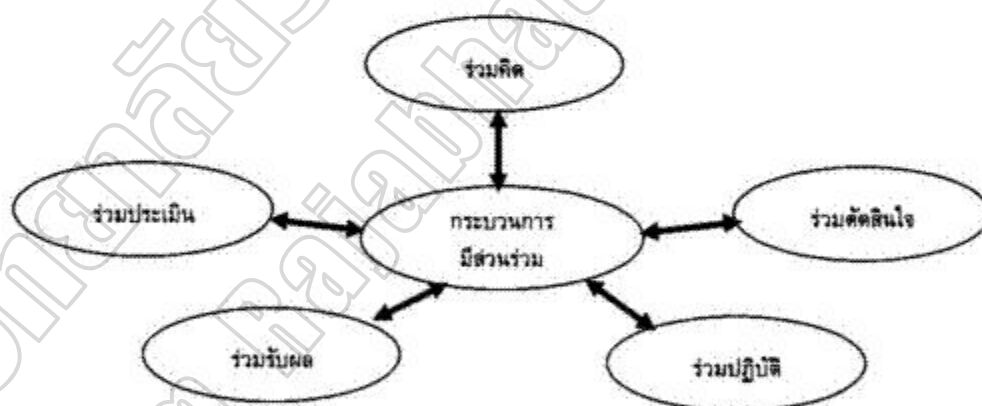 ร่วมคิด
ร่วมประเมิน
กระบวนการ
มีส่วนร่วม
ร่วมตัดสินใจ
ร่วมรับผล
ร่วมปฏิบัติ
Rajabha